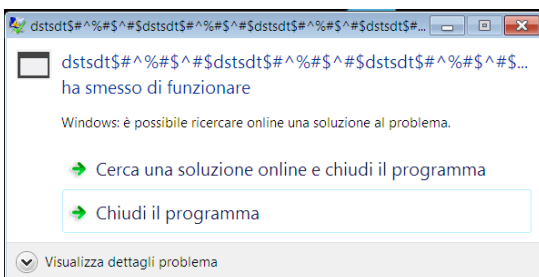 dstsdt$#^%#$^#$dstsdt$#^%#$^#$dstsdt$#^%#$^#$dstsdt$#...
dstsdt$#^%#$^#$dstsdt$#^%#$^#$dstsdt$#^%#$^#$...
ha smesso di funzionare
Windows: è possibile ricercare online una soluzione al problema.
Cerca una soluzione online e chiudi il programma
Chiudi il programma
Visualizza dettagli problema